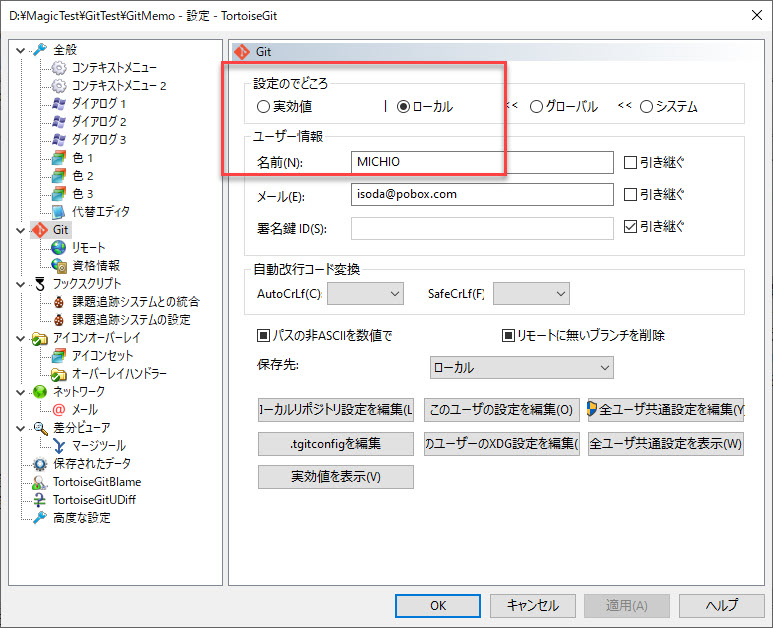 D:¥MagicTest¥GitTest¥GitMemo - 設定 - TortoiseGit
全般
コンテキストメニュー
コンテキストメニュー 2
ダイアログ 1
ダイアログ 2
ダイアログ 3
色 1
色 2
色 3
代替エディタ
Git
リモート
資格情報
フックスクリプト
課題追跡システムとの統合
課題追跡システムの設定
アイコンオーバーレイ
アイコンセット
オーバーレイハンドラー
ネットワーク
メール
差分ビューア
マージツール
保存されたデータ
TortoiseGitBlame
TortoiseGitUDiff
高度な設定
Git
設定のでどころ
実効値 | ローカル << グローバル << システム
ユーザー情報
名前(N): MICHIO 引き継ぐ
メール(E): isoda@pobox.com 引き継ぐ
署名鍵 ID(S): 引き継ぐ
自動改行コード変換
AutoCrLf(C) SafeCrLf(F)
パスの非ASCIIを数値で リモートに無いブランチを削除
保存先: ローカル
ーカルリポジトリ設定を編集(L このユーザの設定を編集(O) 全ユーザ共通設定を編集(Y)
.tgitconfigを編集 のユーザーのXDG設定を編集( 全ユーザ共通設定を表示(W)
実効値を表示(V)
OK キャンセル 適用(A) ヘルプ